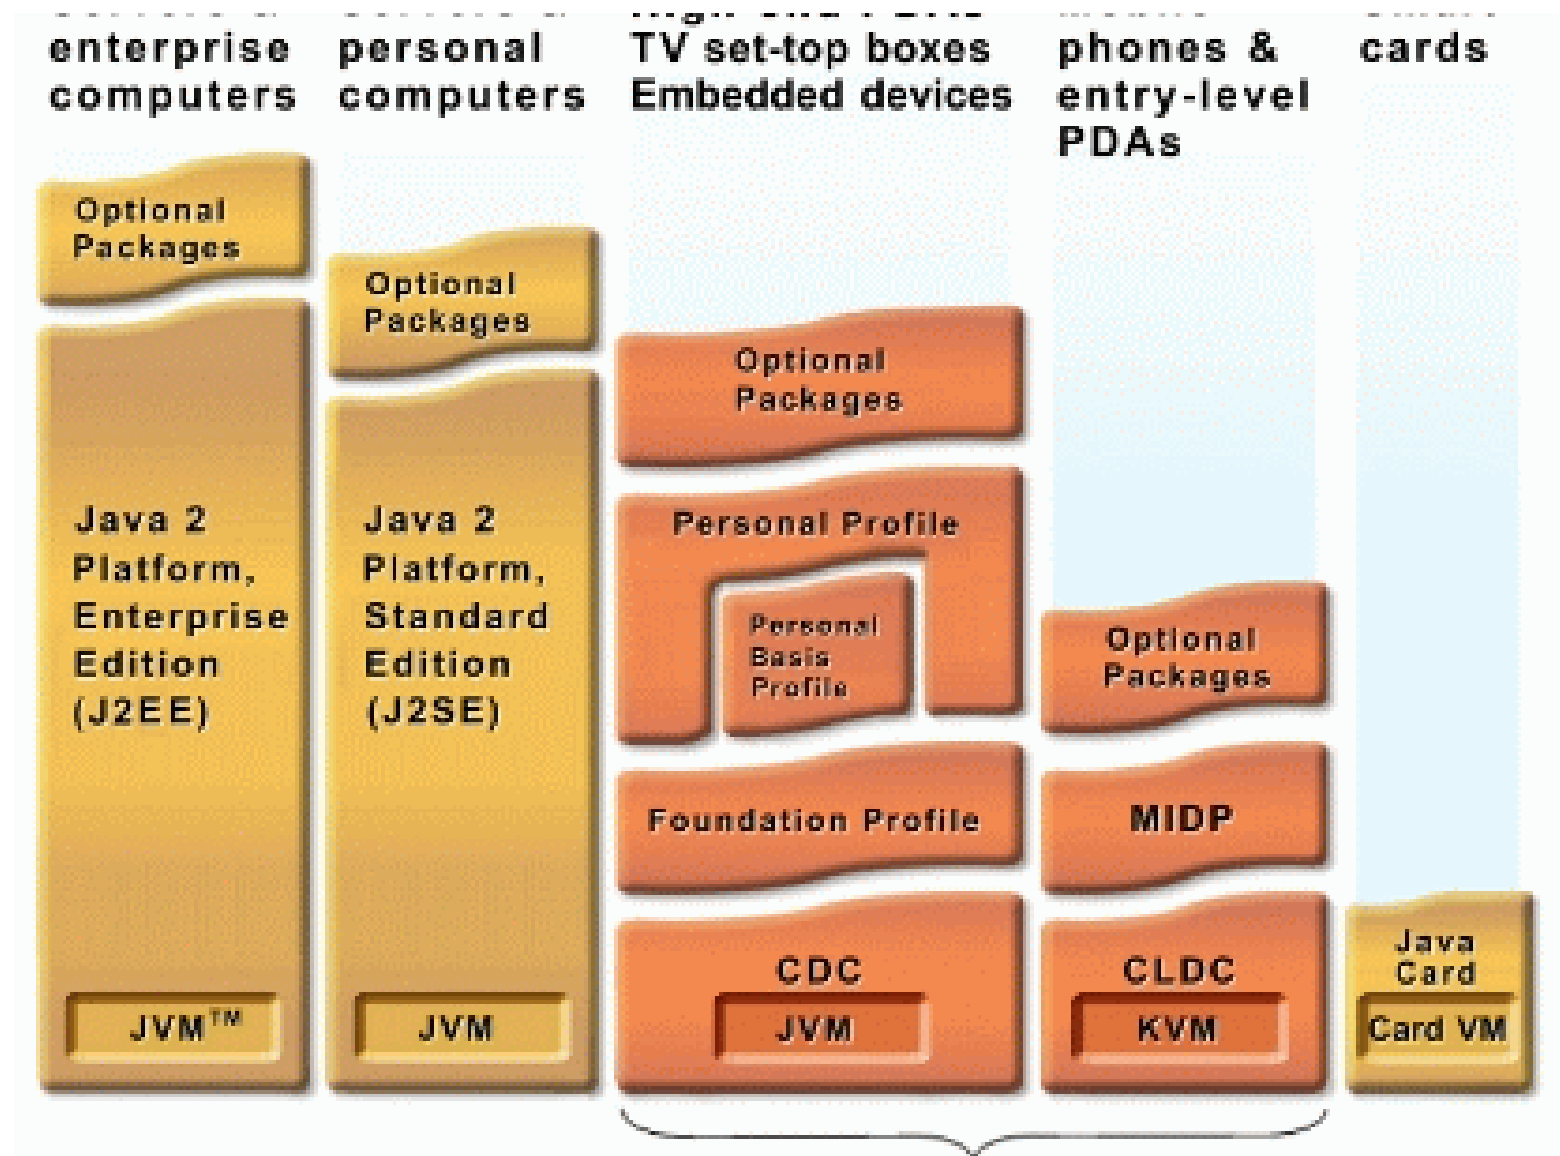 enterprise
computers
personal
computers
TV set-top boxes
Embedded devices
phones &
entry-level
PDAs
cards
Optional
Packages
Java 2
Platform,
Enterprise
Edition
(J2EE)
JVM™
Optional
Packages
Java 2
Platform,
Standard
Edition
(J2SE)
JVM
Optional
Packages
Personal Profile
Personal
Basis
Profile
Foundation Profile
CDC
JVM
Optional
Packages
MIDP
CLDC
KVM
Java
Card
Card VM